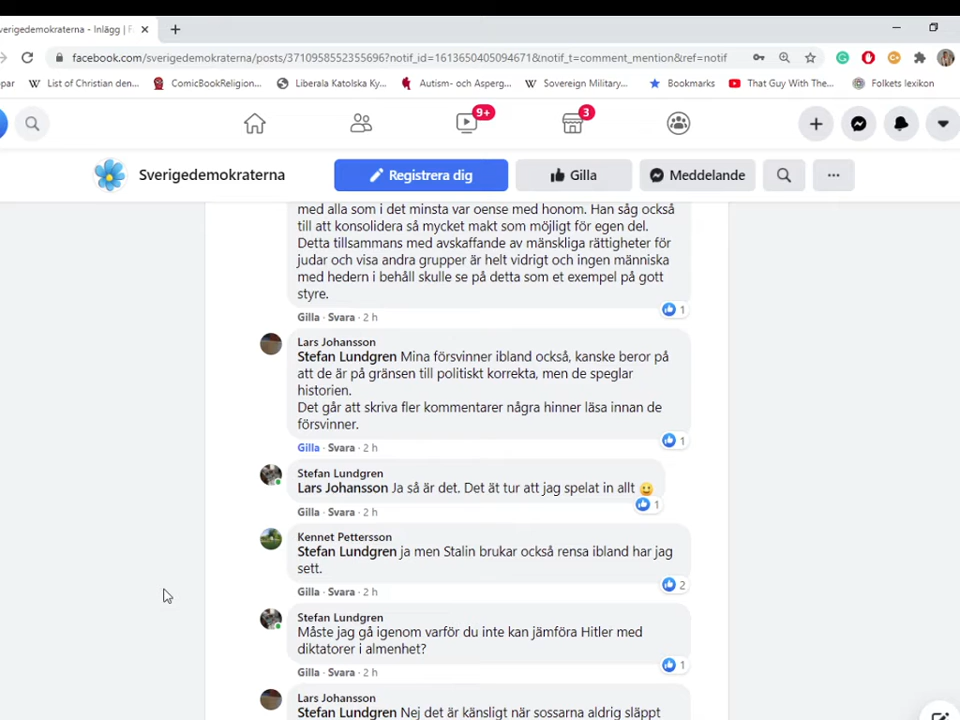 verigedemokraterna - Inlägg | F
facebook.com/sverigedemokraterna/posts/3710958552355696?notif_id=1613650405094671&notif_t=comment_mention&ref=notif
par
List of Christian den...
ComicBookReligion...
Liberala Katolska Ky...
Autism- och Asperg...
Sovereign Military...
Bookmarks
That Guy With The...
Folkets lexikon
9+
3
Sverigedemokraterna
Registrera dig
Gilla
Meddelande
med alla som i det minsta var oense med honom. Han såg också
till att konsolidera så mycket makt som möjligt för egen del.
Detta tillsammans med avskaffande av mänskliga rättigheter för
judar och visa andra grupper är helt vidrigt och ingen människa
med hedern i behåll skulle se på detta som et exempel på gott
styre.
1
Gilla · Svara · 2 h
Lars Johansson
Stefan Lundgren Mina försvinner ibland också, kanske beror på
att de är på gränsen till politiskt korrekta, men de speglar
historien.
Det går att skriva fler kommentarer några hinner läsa innan de
försvinner.
1
Gilla · Svara · 2 h
Stefan Lundgren
Lars Johansson Ja så är det. Det ät tur att jag spelat in allt
1
Gilla · Svara · 2 h
Kennet Pettersson
Stefan Lundgren ja men Stalin brukar också rensa ibland har jag
sett.
2
Gilla · Svara · 2 h
Stefan Lundgren
Måste jag gå igenom varför du inte kan jämföra Hitler med
diktatorer i almenhet?
1
Gilla · Svara · 2 h
Lars Johansson
Stefan Lundgren Nej det är känsligt när sossarna aldrig släppt